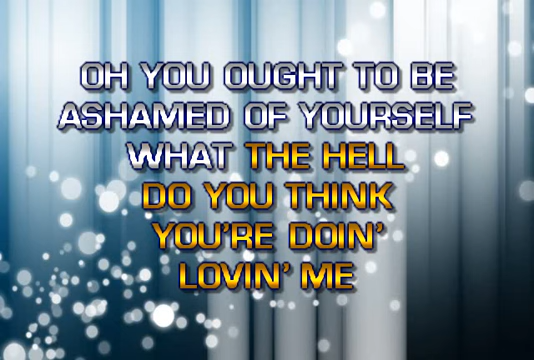 OH YOU OUGHT TO BE
ASHAMED OF YOURSELF
WHAT THE HELL
DO YOU THINK
YOU'RE DOIN'
LOVIN' ME